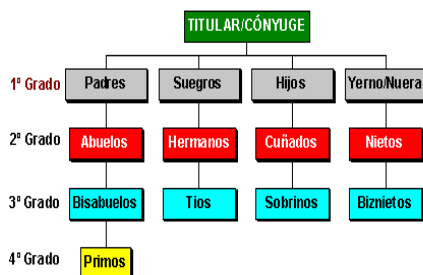 TITULAR/CÓNYUGE
1º Grado Padres Suegros Hijos Yerno/Nuera
2º Grado Abuelos Hermanos Cuñados Nietos
3º Grado Bisabuelos Tíos Sobrinos Biznietos
4º Grado Primos